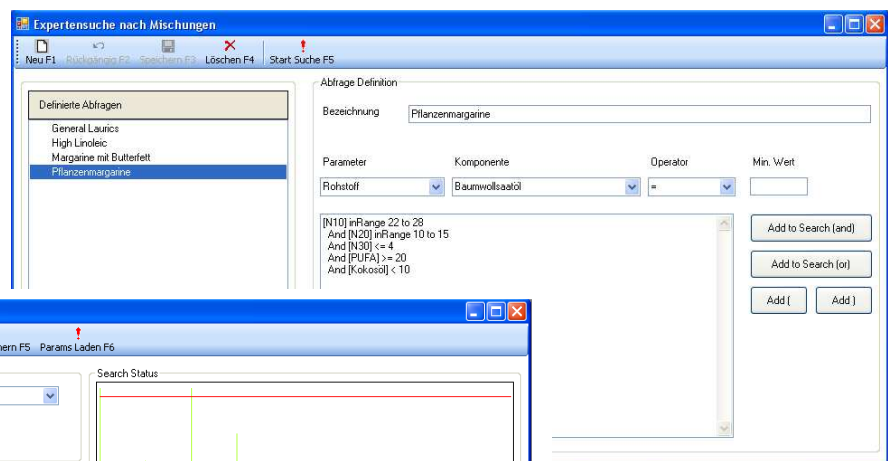 Expertensuche nach Mischungen
Neu F1 Rückgängig F2 Speichern F3 Löschen F4 Start Suche F5
Definierte Abfragen
General Laurics
High Linoleic
Margarine mit Butterfett
Pflanzenmargarine
Abfrage Definition
Bezeichnung Pflanzenmargarine
Parameter Komponente Operator Min. Wert
Rohstoff Baumwollsaatöl =
[N10] inRange 22 to 28
And [N20] inRange 10 to 15
And [N30] <= 4
And [PUFA] >= 20
And [Kokosöl] < 10
Add to Search (and)
Add to Search (or)
Add ( Add )
hern F5 Params Laden F6
Search Status